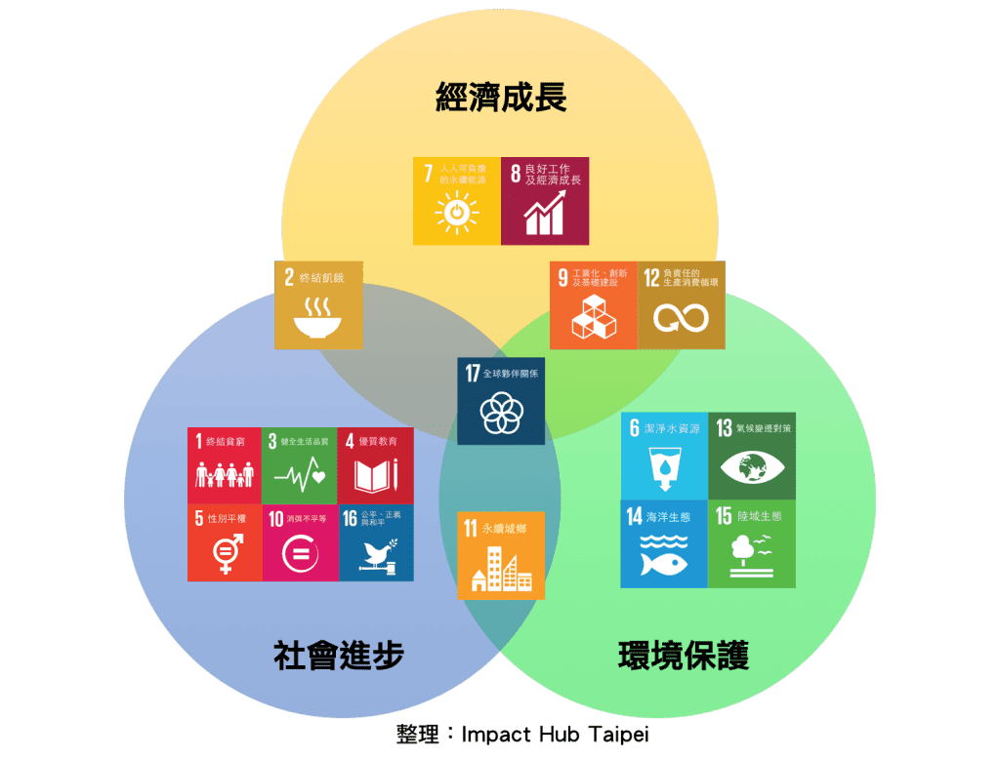 經濟成長
7 人人可負擔
的永續能源
8 良好工作
及經濟成長
2 終結飢餓
9 工業化、創新
及基礎建設
12 負責任的
生產消費循環
17 全球夥伴關係
1 終結貧窮
3 健全生活品質
4 優質教育
5 性別平權
10 消弭不平等
16 公平、正義
與和平
11 永續城鄉
6 潔淨水資源
13 氣候變遷對策
14 海洋生態
15 陸域生態
社會進步
環境保護
整理：Impact Hub Taipei